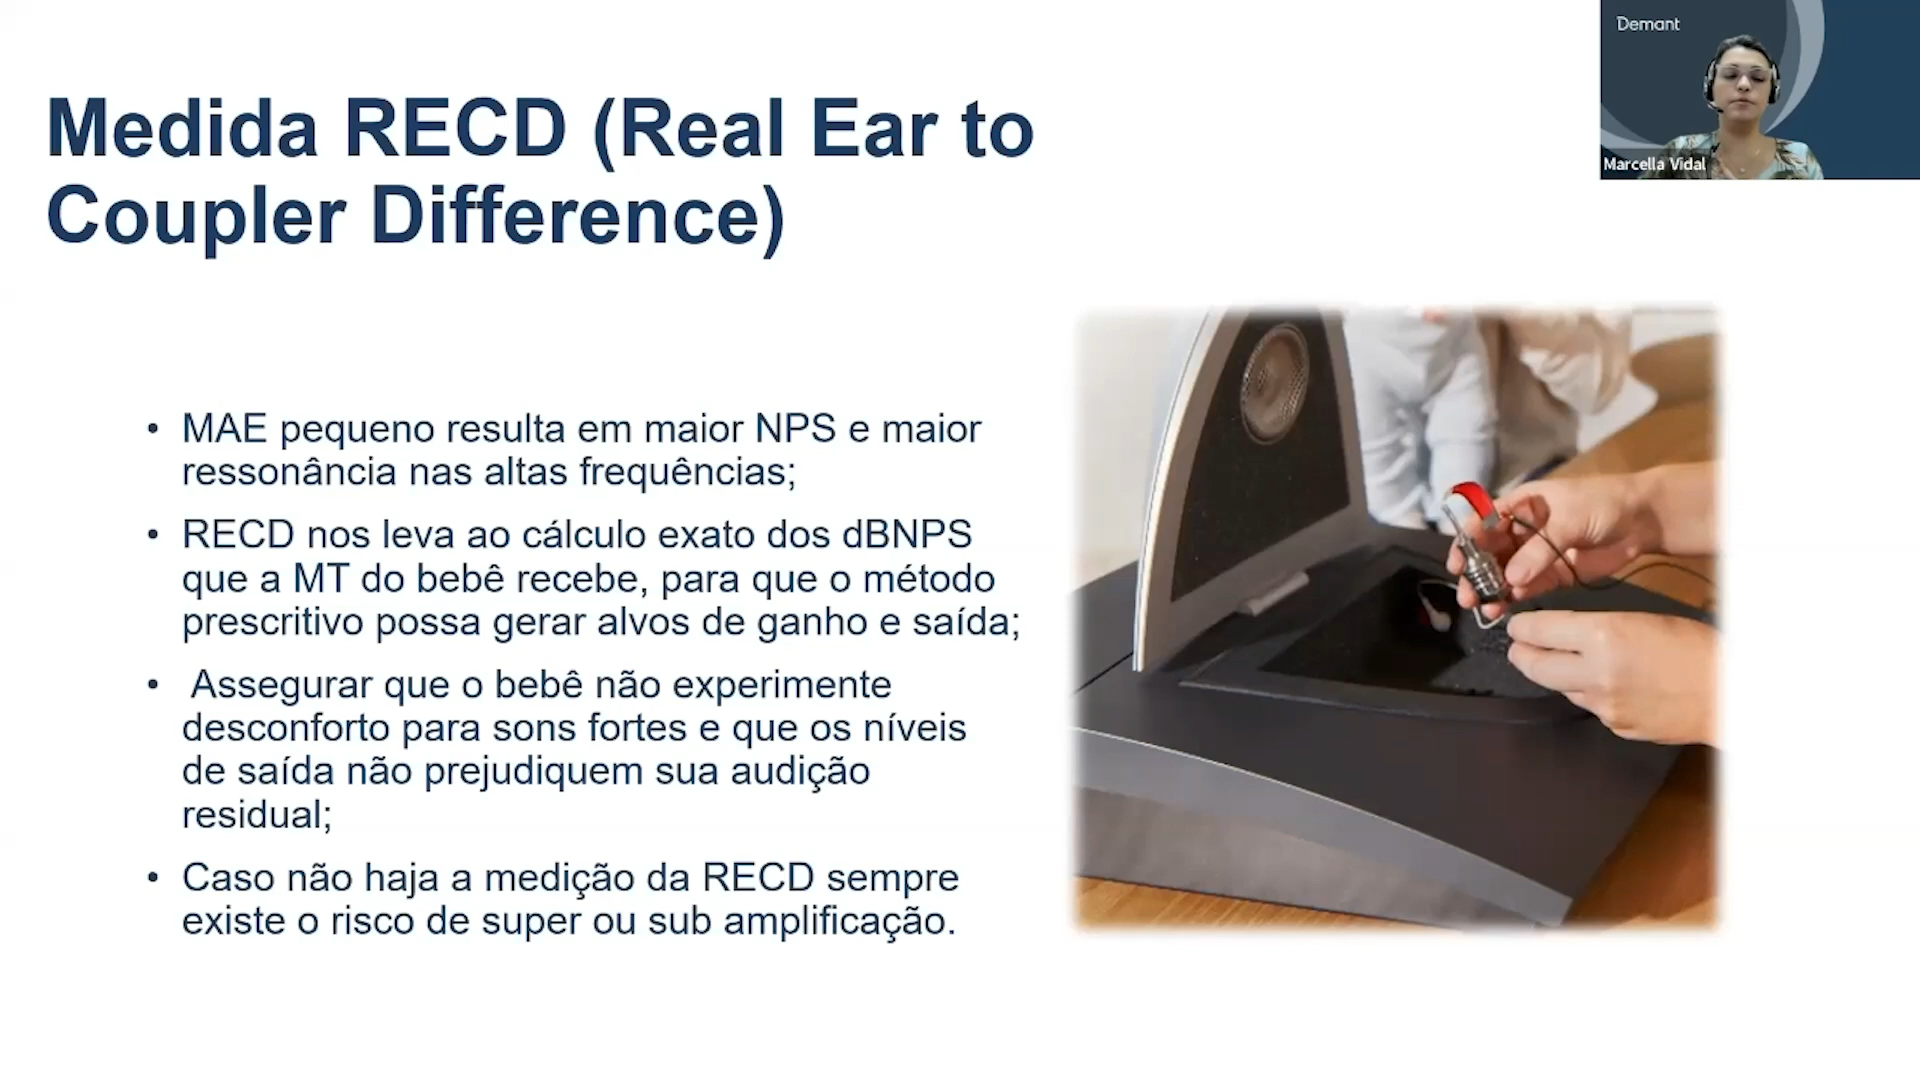 Demant
Marcella Vidal
Medida RECD (Real Ear to
Coupler Difference)
• MAE pequeno resulta em maior NPS e maior
ressonância nas altas frequências;
• RECD nos leva ao cálculo exato dos dBNPS
que a MT do bebê recebe, para que o método
prescritivo possa gerar alvos de ganho e saída;
• Assegurar que o bebê não experimente
desconforto para sons fortes e que os níveis
de saída não prejudiquem sua audição
residual;
• Caso não haja a medição da RECD sempre
existe o risco de super ou sub amplificação.